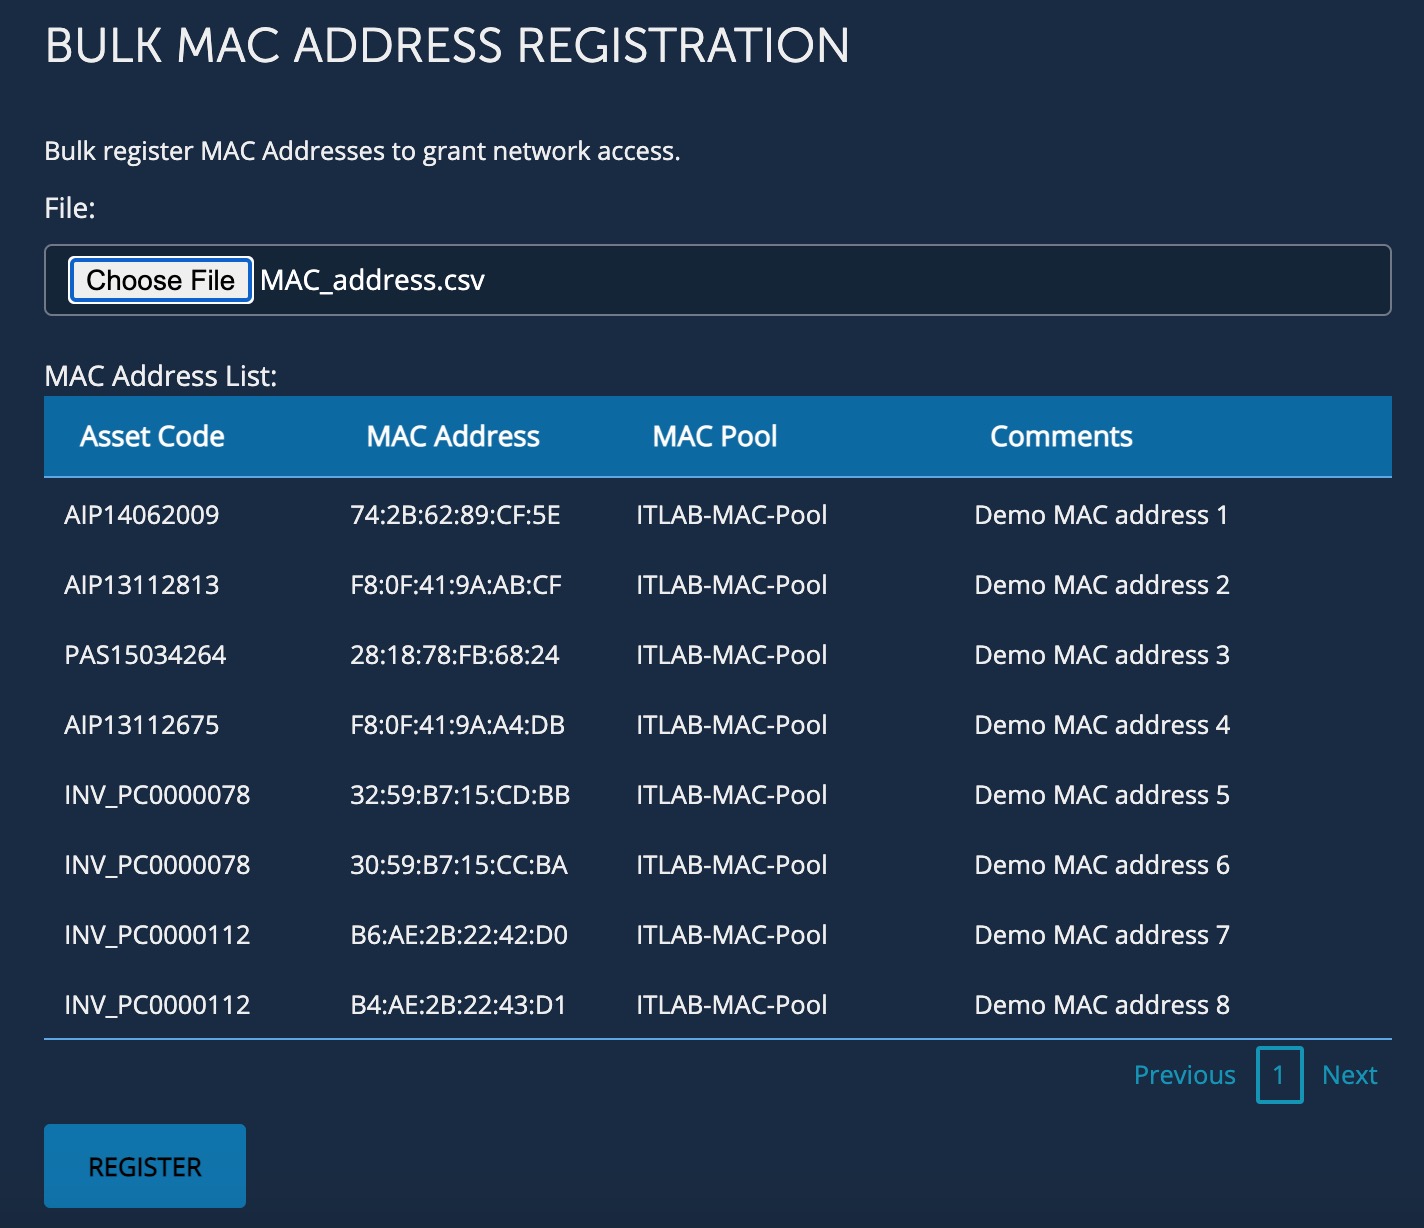 BULK MAC ADDRESS REGISTRATION
Bulk register MAC Addresses to grant network access.
File:
Choose File MAC_address.csv
MAC Address List:
Asset Code MAC Address MAC Pool Comments
AIP14062009 74:2B:62:89:CF:5E ITLAB-MAC-Pool Demo MAC address 1
AIP13112813 F8:0F:41:9A:AB:CF ITLAB-MAC-Pool Demo MAC address 2
PAS15034264 28:18:78:FB:68:24 ITLAB-MAC-Pool Demo MAC address 3
AIP13112675 F8:0F:41:9A:A4:DB ITLAB-MAC-Pool Demo MAC address 4
INV_PC0000078 32:59:B7:15:CD:BB ITLAB-MAC-Pool Demo MAC address 5
INV_PC0000078 30:59:B7:15:CC:BA ITLAB-MAC-Pool Demo MAC address 6
INV_PC0000112 B6:AE:2B:22:42:D0 ITLAB-MAC-Pool Demo MAC address 7
INV_PC0000112 B4:AE:2B:22:43:D1 ITLAB-MAC-Pool Demo MAC address 8
Previous 1 Next
REGISTER